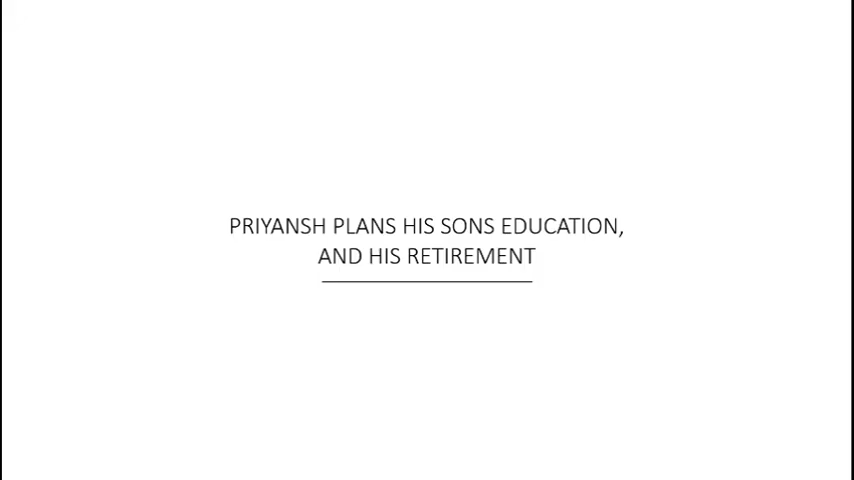 PRIYANSH PLANS HIS SONS EDUCATION,
AND HIS RETIREMENT